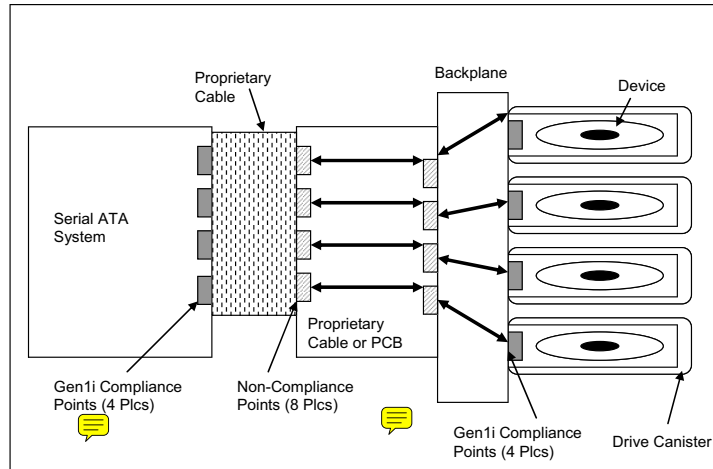 Proprietary
Cable
Backplane
Device
Serial ATA
System
Proprietary
Cable or PCB
Gen1i Compliance
Points (4 Plcs)
Non-Compliance
Points (8 Plcs)
Gen1i Compliance
Points (4 Plcs)
Drive Canister